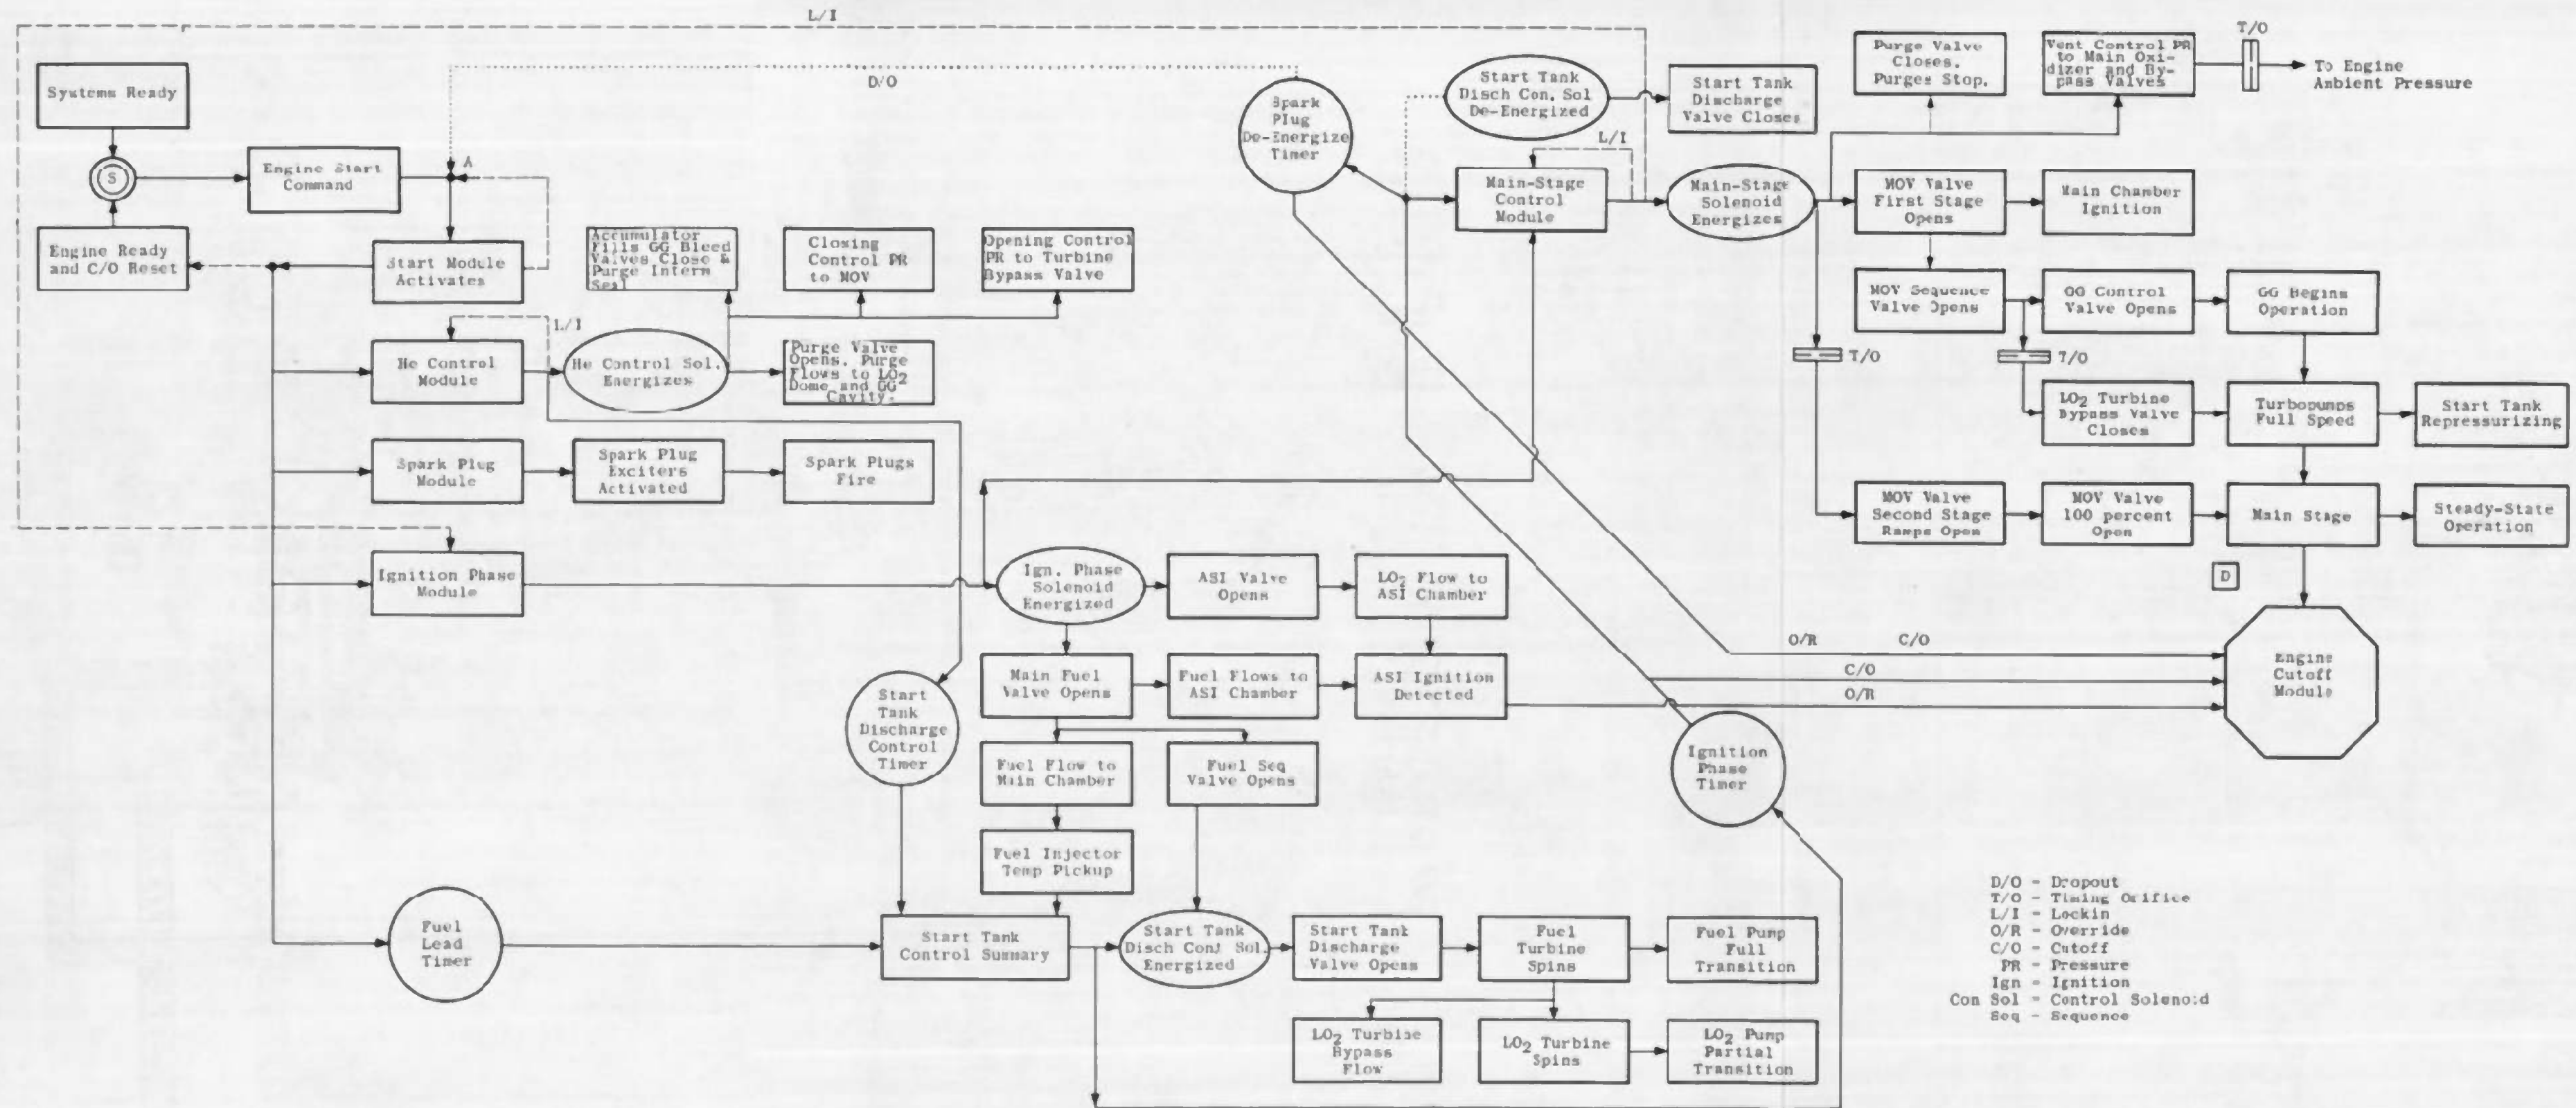 L/I
Systems Ready
S
Engine Start
Command
A
D/O
Engine Ready
and C/O Reset
Start Module
Activates
Accumulator
Fills GG Bleed
Valves Close &
Purge Interm
Seal
Closing
Control PR
to MOV
Opening Control
PR to Turbine
Bypass Valve
L/I
He Control
Module
He Control Sol.
Energizes
Purge Valve
Opens. Purge
Flows to LO2
Dome and GG
Cavity.
Spark Plug
Module
Spark Plug
Exciters
Activated
Spark Plugs
Fire
Ignition Phase
Module
Ign. Phase
Solenoid
Energized
ASI Valve
Opens
LO2 Flow to
ASI Chamber
Main Fuel
Valve Opens
Fuel Flows to
ASI Chamber
ASI Ignition
Detected
Start
Tank
Discharge
Control
Timer
Fuel Flow to
Main Chamber
Fuel Seq
Valve Opens
Fuel Injector
Temp Pickup
Fuel
Lead
Timer
Start Tank
Control Summary
Start Tank
Disch Con. Sol.
Energized
Start Tank
Discharge
Valve Opens
Fuel
Turbine
Spins
Fuel Pump
Full
Transition
LO2 Turbine
Bypass
Flow
LO2 Turbine
Spins
LO2 Pump
Partial
Transition
Ignition
Phase
Timer
Spark
Plug
De-Energize
Timer
Start Tank
Disch Con. Sol
De-Energized
Start Tank
Discharge
Valve Closes
L/I
Main-Stage
Control
Module
Main-Stage
Solenoid
Energizes
Purge Valve
Closes.
Purges Stop.
Vent Control PR
to Main Oxi-
dizer and By-
pass Valves
T/O
To Engine
Ambient Pressure
MOV Valve
First Stage
Opens
Main Chamber
Ignition
MOV Sequence
Valve Opens
GG Control
Valve Opens
GG Begins
Operation
T/O
T/O
LO2 Turbine
Bypass Valve
Closes
Turbopumps
Full Speed
Start Tank
Repressurizing
MOV Valve
Second Stage
Ramps Open
MOV Valve
100 percent
Open
Main Stage
Steady-State
Operation
D
O/R C/O
C/O
O/R
Engine
Cutoff
Module
D/O - Dropout
T/O - Timing Orifice
L/I - Lockin
O/R - Override
C/O - Cutoff
PR - Pressure
Ign - Ignition
Con Sol - Control Solenoid
Seq - Sequence